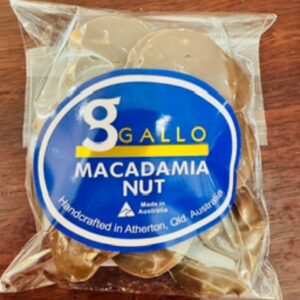 g GALLO
MACADAMIA
NUT
Made in
Australia
Handcrafted in Atherton, Qld, Australia